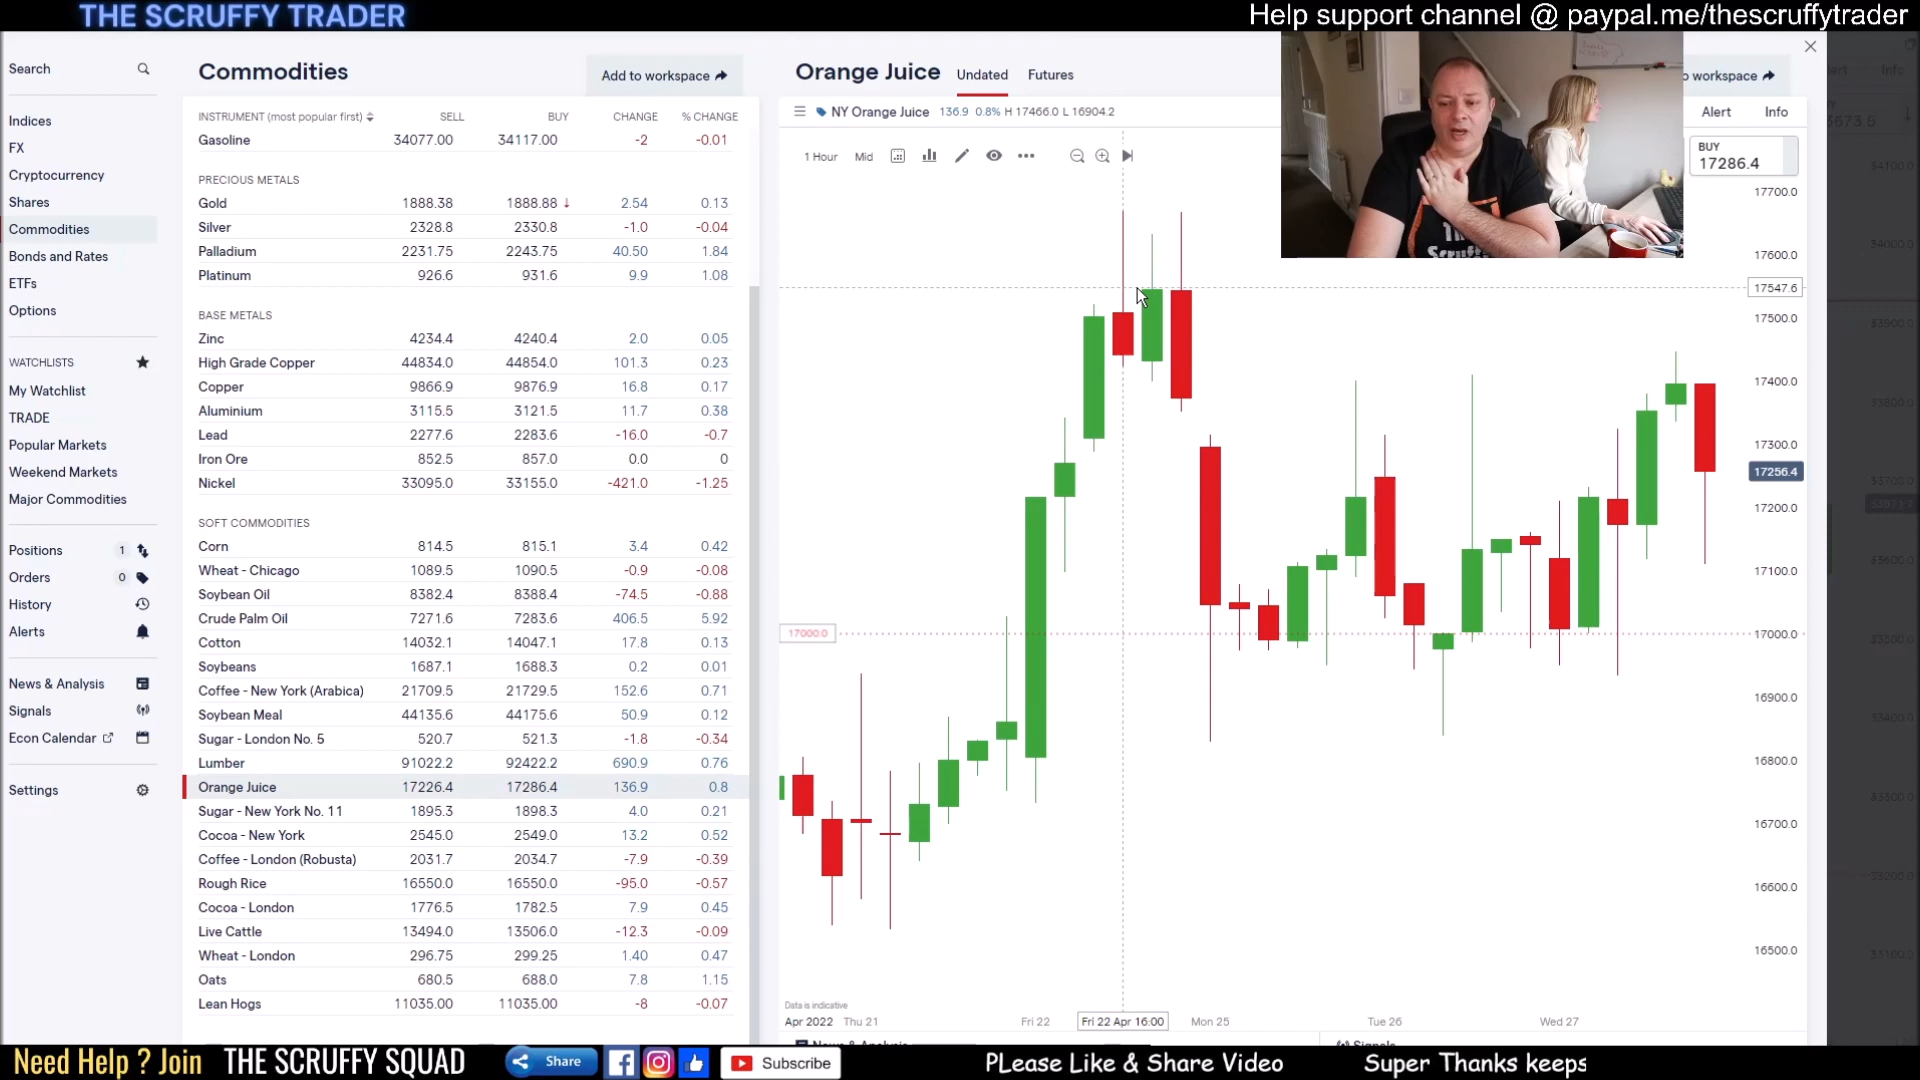 THE SCRUFFY TRADER
Help support channel @ paypal.me/thescruffytrader
Search
Indices
FX
Cryptocurrency
Shares
Commodities
Bonds and Rates
ETFs
Options
WATCHLISTS
My Watchlist
TRADE
Popular Markets
Weekend Markets
Major Commodities
Positions 1
Orders 0
History
Alerts
News & Analysis
Signals
Econ Calendar
Settings
Commodities
Add to workspace
INSTRUMENT (most popular first) SELL BUY CHANGE % CHANGE
Gasoline 34077.00 34117.00 -2 -0.01
PRECIOUS METALS
Gold 1888.38 1888.88 ↓ 2.54 0.13
Silver 2328.8 2330.8 -1.0 -0.04
Palladium 2231.75 2243.75 40.50 1.84
Platinum 926.6 931.6 9.9 1.08
BASE METALS
Zinc 4234.4 4240.4 2.0 0.05
High Grade Copper 44834.0 44854.0 101.3 0.23
Copper 9866.9 9876.9 16.8 0.17
Aluminium 3115.5 3121.5 11.7 0.38
Lead 2277.6 2283.6 -16.0 -0.7
Iron Ore 852.5 857.0 0.0 0
Nickel 33095.0 33155.0 -421.0 -1.25
SOFT COMMODITIES
Corn 814.5 815.1 3.4 0.42
Wheat - Chicago 1089.5 1090.5 -0.9 -0.08
Soybean Oil 8382.4 8388.4 -74.5 -0.88
Crude Palm Oil 7271.6 7283.6 406.5 5.92
Cotton 14032.1 14047.1 17.8 0.13
Soybeans 1687.1 1688.3 0.2 0.01
Coffee - New York (Arabica) 21709.5 21729.5 152.6 0.71
Soybean Meal 44135.6 44175.6 50.9 0.12
Sugar - London No. 5 520.7 521.3 -1.8 -0.34
Lumber 91022.2 92422.2 690.9 0.76
Orange Juice 17226.4 17286.4 136.9 0.8
Sugar - New York No. 11 1895.3 1898.3 4.0 0.21
Cocoa - New York 2545.0 2549.0 13.2 0.52
Coffee - London (Robusta) 2031.7 2034.7 -7.9 -0.39
Rough Rice 16550.0 16550.0 -95.0 -0.57
Cocoa - London 1776.5 1782.5 7.9 0.45
Live Cattle 13494.0 13506.0 -12.3 -0.09
Wheat - London 296.75 299.25 1.40 0.47
Oats 680.5 688.0 7.8 1.15
Lean Hogs 11035.00 11035.00 -8 -0.07
Orange Juice Undated Futures
o workspace
NY Orange Juice 136.9 0.8% H 17466.0 L 16904.2
Alert Info
1 Hour Mid
BUY
17286.4
17700.0
17600.0
17547.6
17500.0
17400.0
17300.0
17256.4
17200.0
17100.0
17000.0
17000.0
16900.0
16800.0
16700.0
16600.0
16500.0
Data is indicative
Apr 2022 Thu 21 Fri 22 Fri 22 Apr 16:00 Mon 25 Tue 26 Wed 27
News & Analysis
Signals
Need Help ? Join THE SCRUFFY SQUAD
Share
Subscribe
PLease Like & Share Video
Super Thanks keeps